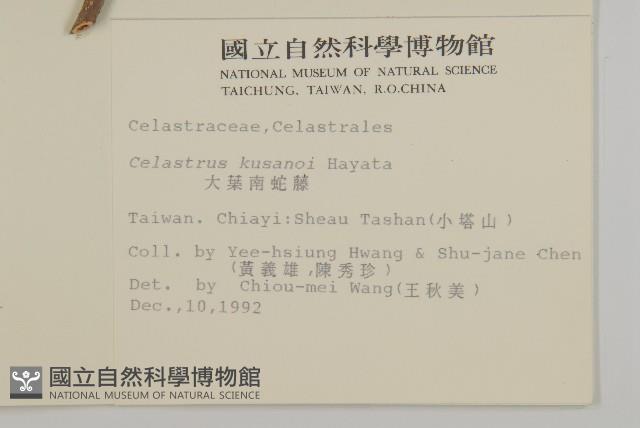 國立自然科學博物館
NATIONAL MUSEUM OF NATURAL SCIENCE
TAICHUNG, TAIWAN, R.O.CHINA
Celastraceae,Celastrales
Celastrus kusanoi Hayata
大葉南蛇藤
Taiwan. Chiayi:Sheau Tashan(小塔山)
Coll. by Yee-hsiung Hwang & Shu-jane Chen
(黃義雄,陳秀珍)
Det. by Chiou-mei Wang(王秋美)
Dec.,10,1992
國立自然科學博物館
NATIONAL MUSEUM OF NATURAL SCIENCE